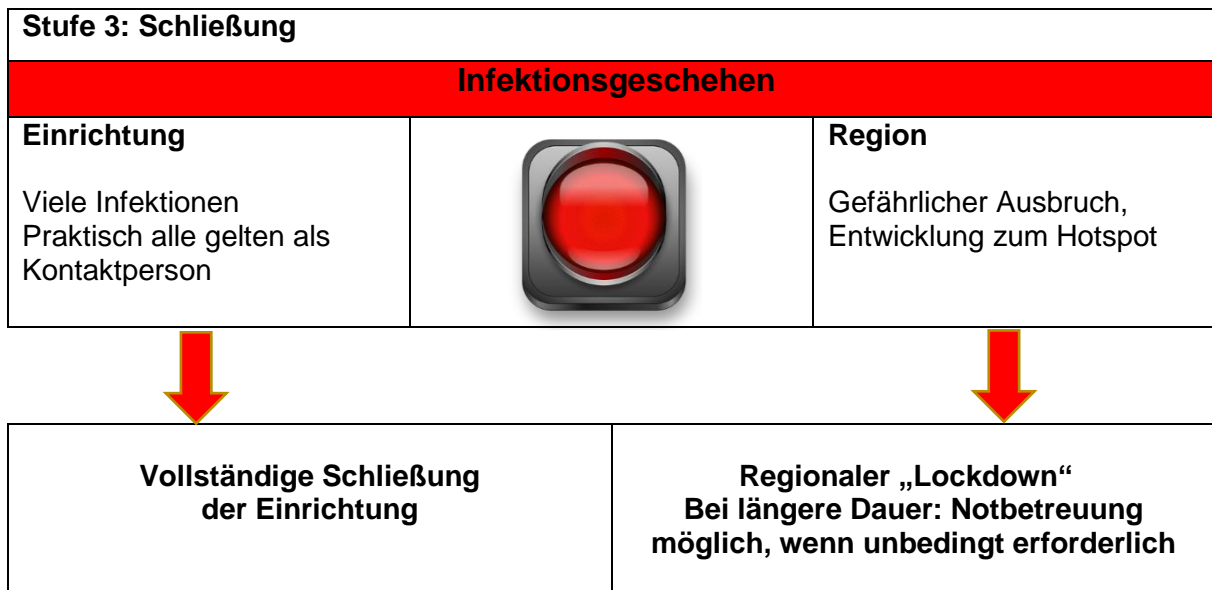 Stufe 3: Schließung
Infektionsgeschehen
Einrichtung
Viele Infektionen
Praktisch alle gelten als
Kontaktperson
Region
Gefährlicher Ausbruch,
Entwicklung zum Hotspot
Vollständige Schließung
der Einrichtung
Regionaler „Lockdown“
Bei längere Dauer: Notbetreuung
möglich, wenn unbedingt erforderlich